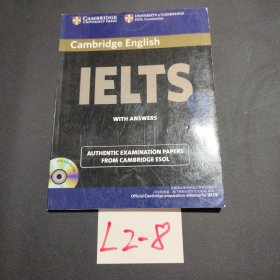 CAMBRIDGE
UNIVERSITY PRESS
UNIVERSITY of CAMBRIDGE
ESOL Examinations
Cambridge English
IELTS
WITH ANSWERS
AUTHENTIC EXAMINATION PAPERS
FROM CAMBRIDGE ESOL
Official Cambridge preparation materials for IELTS
L2-8